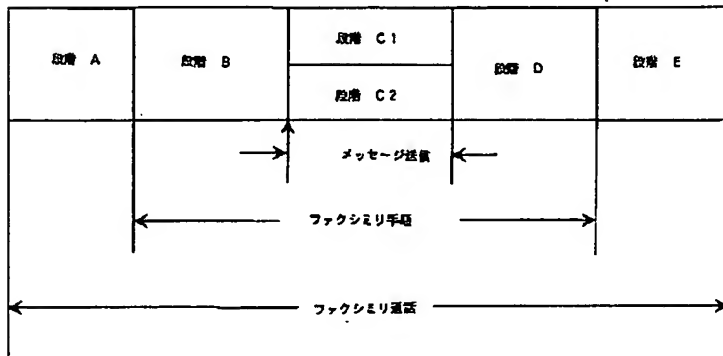 段階 A
段階 B
段階 C1
段階 C2
段階 D
段階 E
メッセージ送信
ファクシミリ手順
ファクシミリ通話